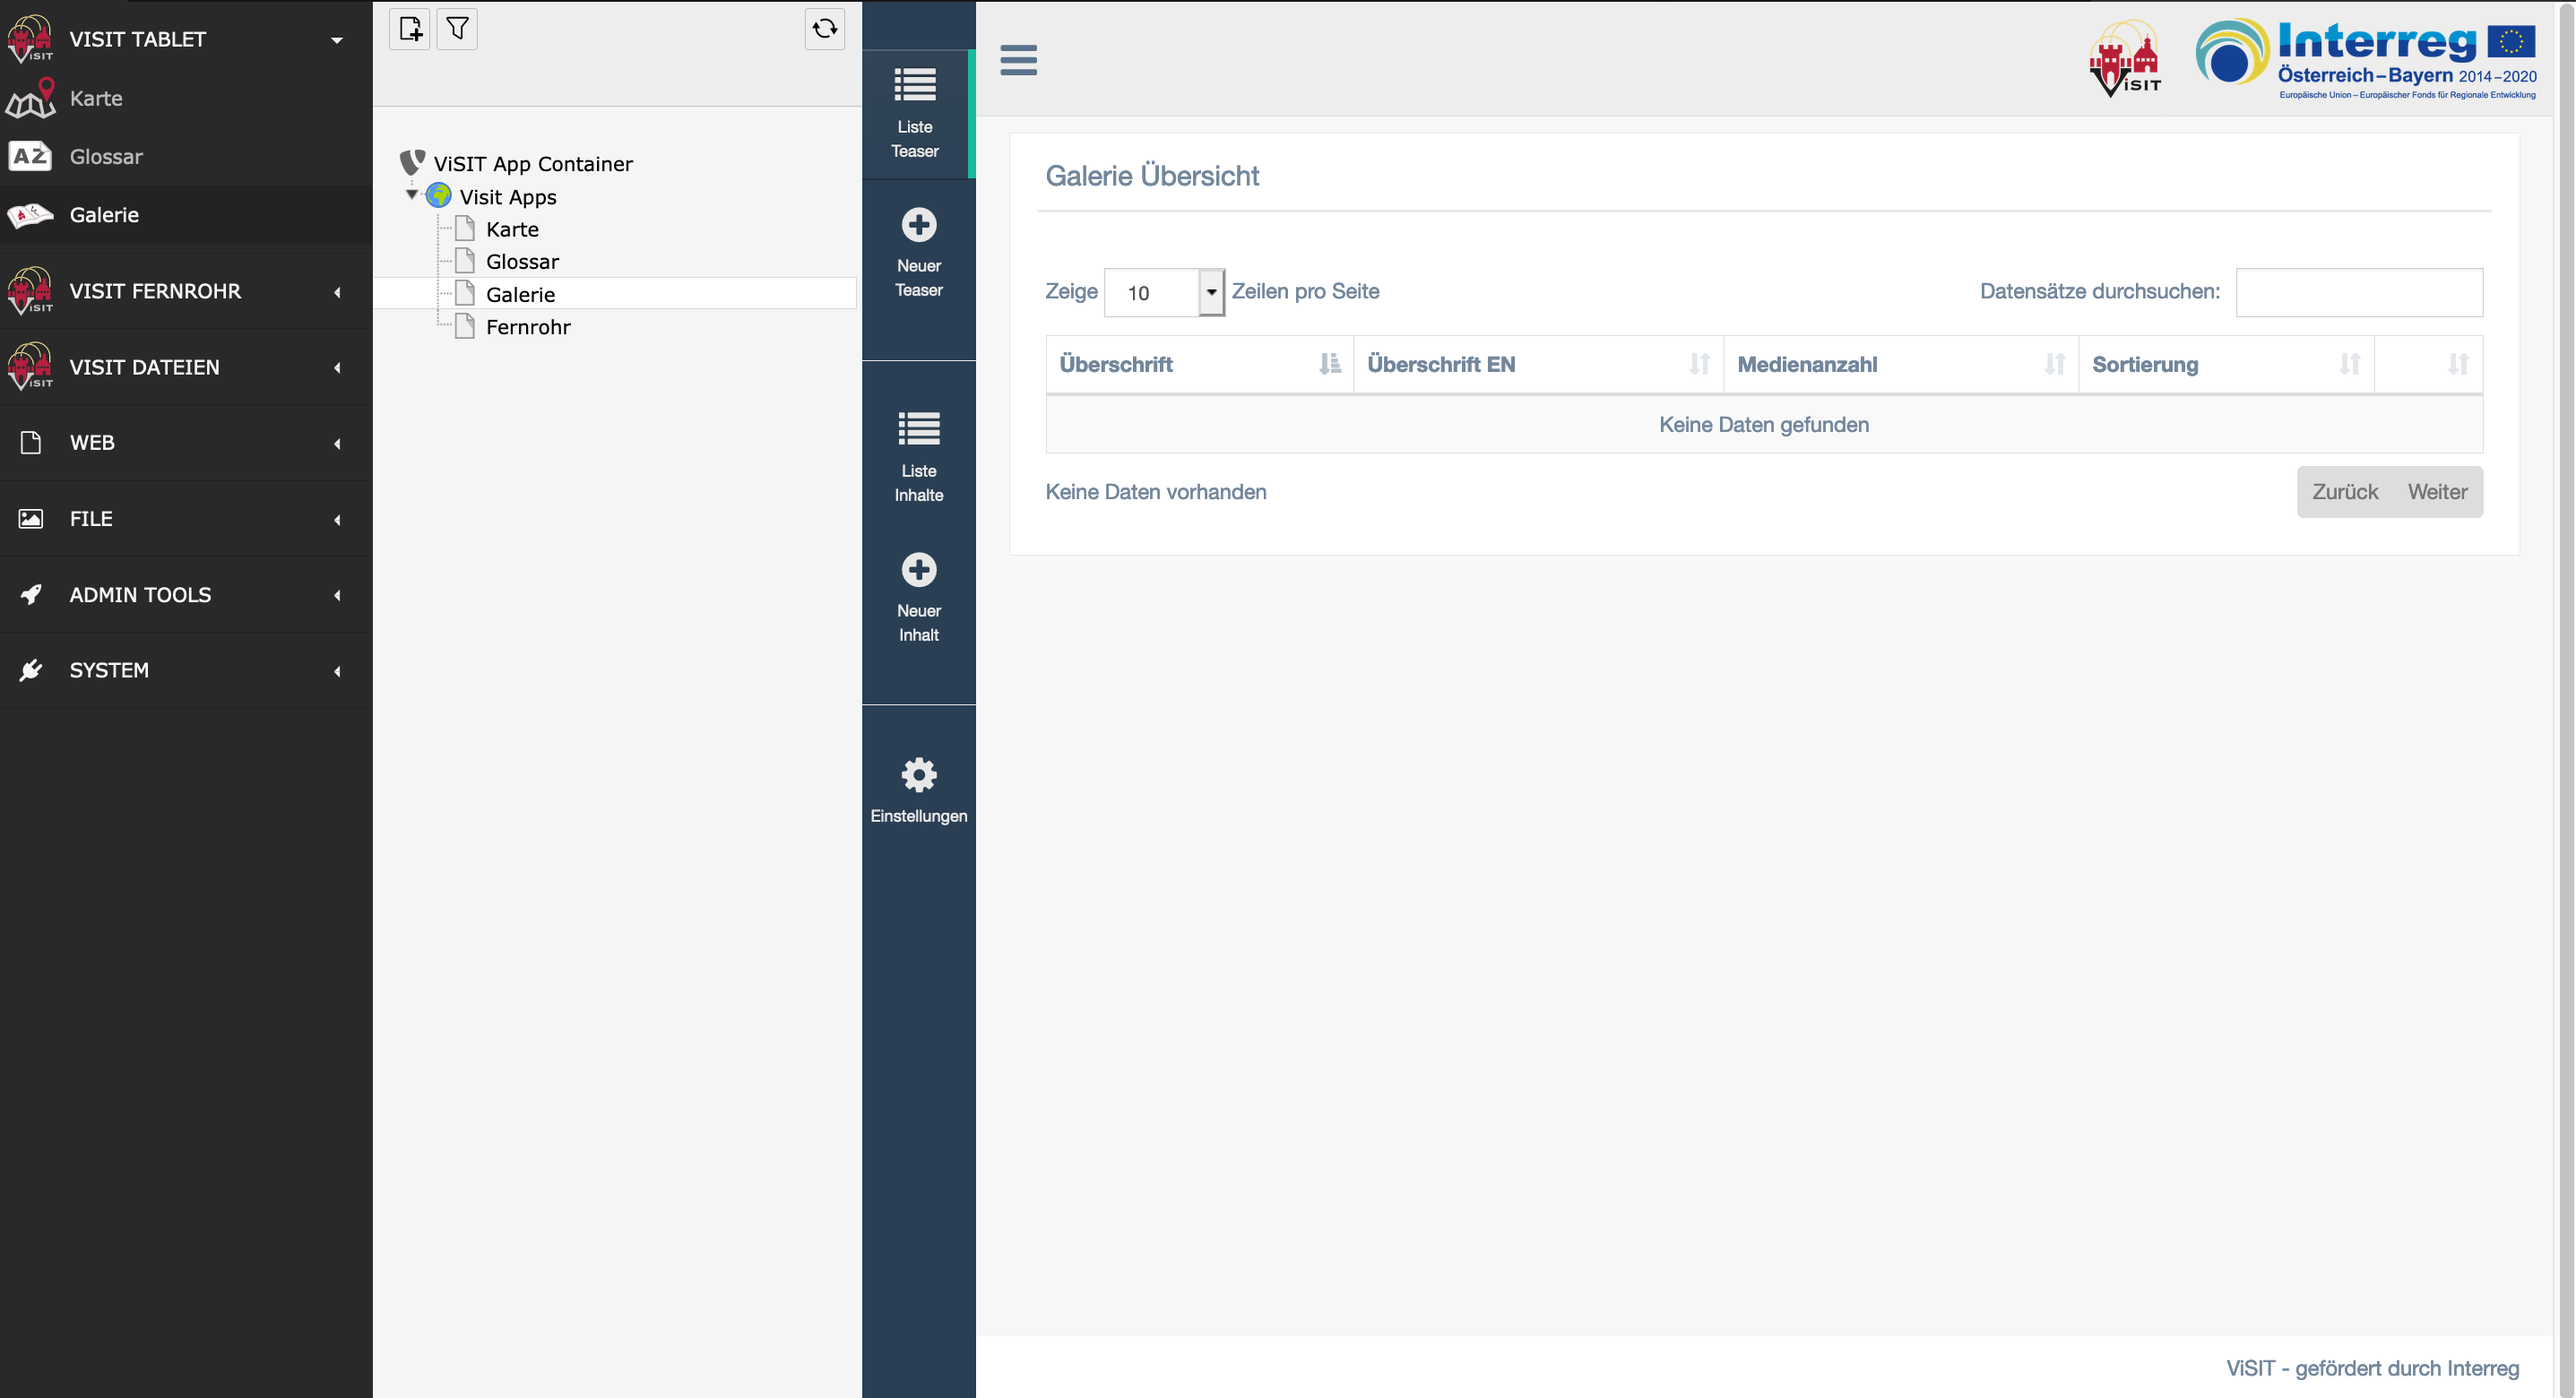 VISIT TABLET
Karte
AZ Glossar
Galerie
VISIT FERNROHR
VISIT DATEIEN
WEB
FILE
ADMIN TOOLS
SYSTEM
ViSIT App Container
Visit Apps
Karte
Glossar
Galerie
Fernrohr
Liste
Teaser
Neuer
Teaser
Liste
Inhalte
Neuer
Inhalt
Einstellungen
ViSIT
Interreg
Österreich–Bayern 2014–2020
Europäische Union – Europäischer Fonds für Regionale Entwicklung
Galerie Übersicht
Zeige 10 Zeilen pro Seite
Datensätze durchsuchen:
Überschrift Überschrift EN Medienanzahl Sortierung
Keine Daten gefunden
Keine Daten vorhanden
Zurück Weiter
ViSIT - gefördert durch Interreg